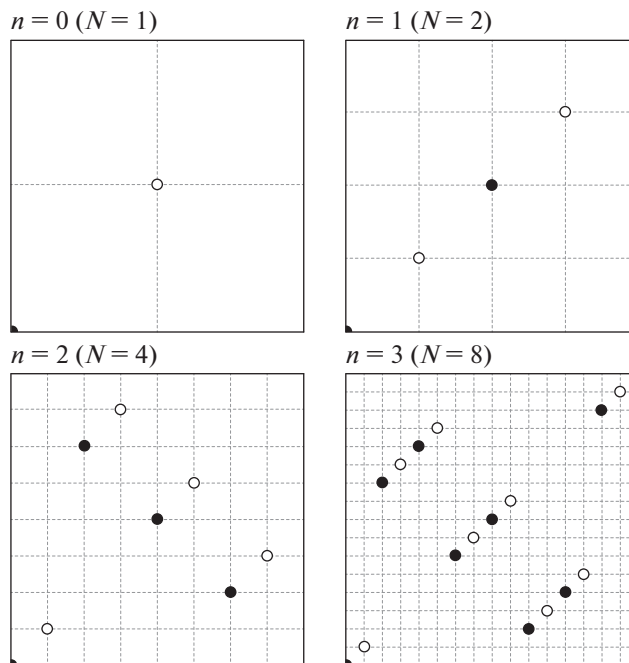 n = 0 (N = 1)
n = 1 (N = 2)
n = 2 (N = 4)
n = 3 (N = 8)